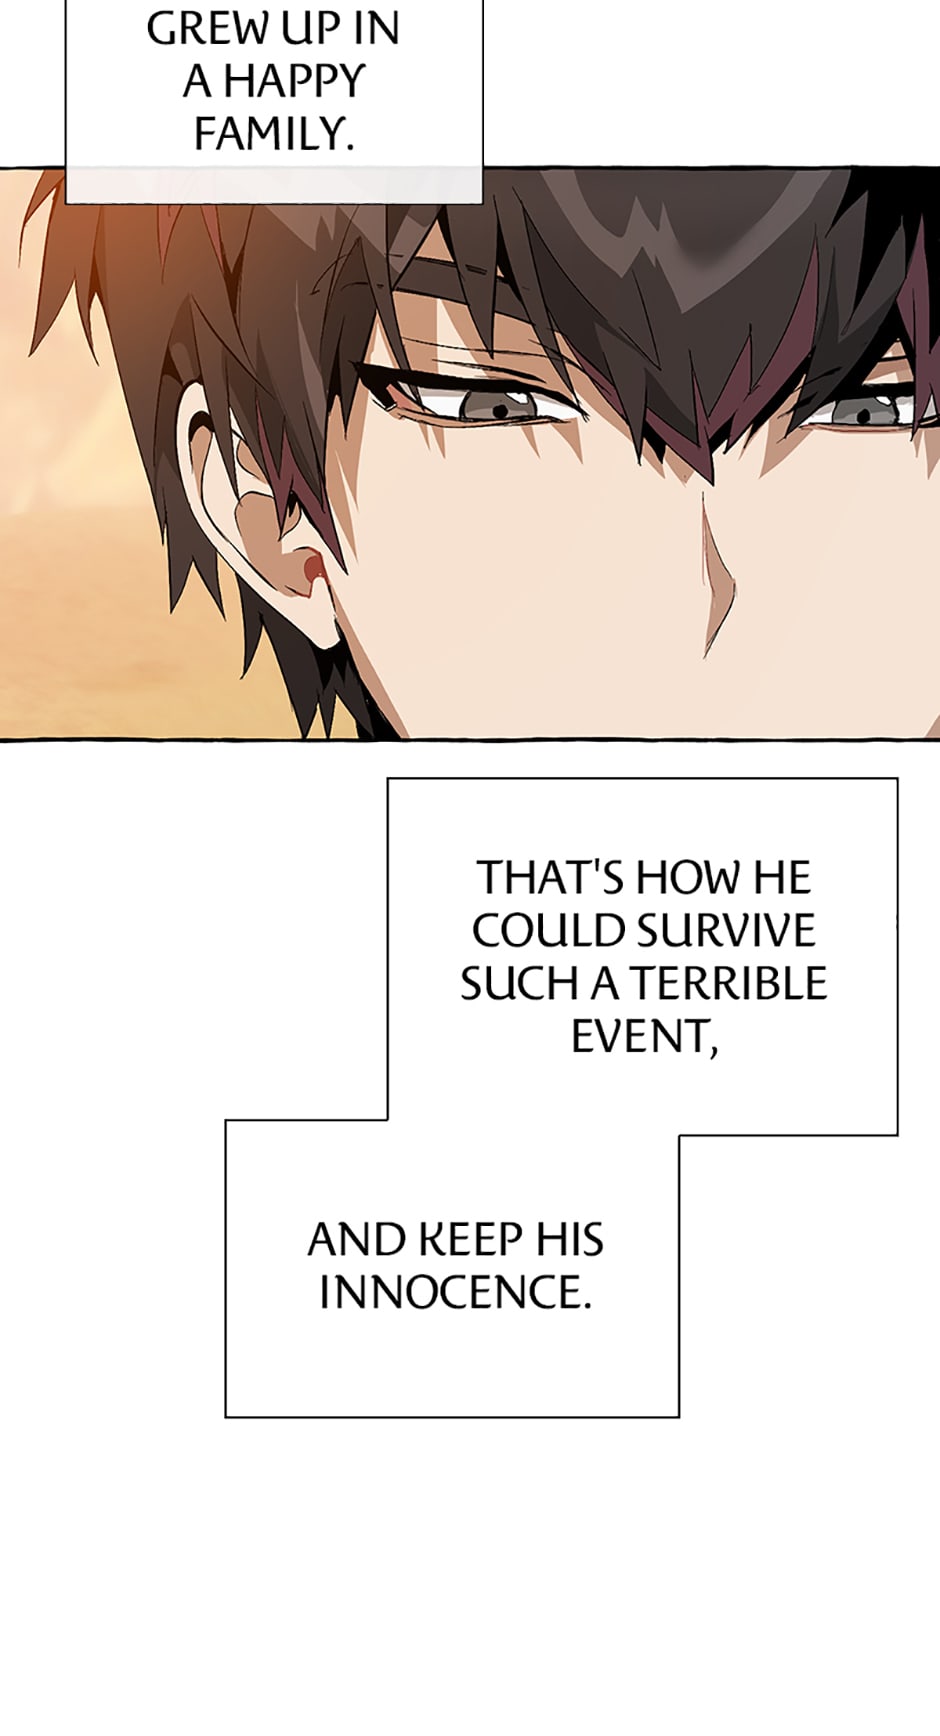 GREW UP IN
A HAPPY
FAMILY.
THAT'S HOW HE
COULD SURVIVE
SUCH A TERRIBLE
EVENT,
AND KEEP HIS
INNOCENCE.